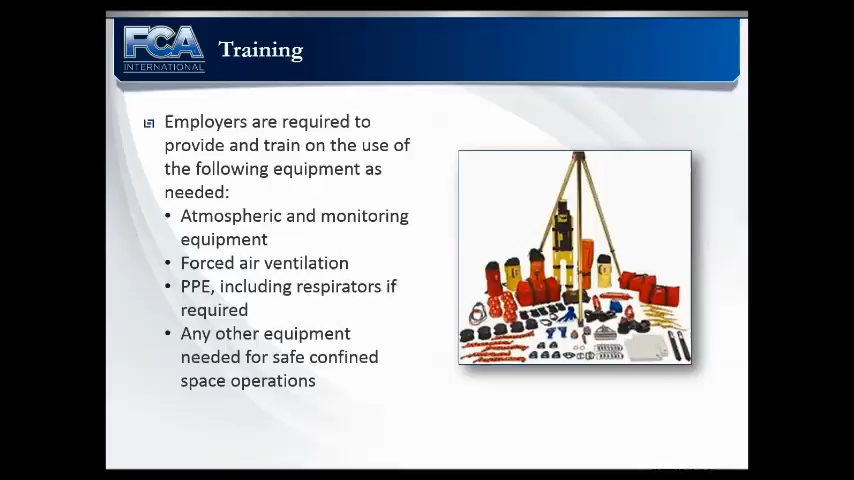 FCA
INTERNATIONAL
Training
Employers are required to
provide and train on the use of
the following equipment as
needed:
• Atmospheric and monitoring
equipment
• Forced air ventilation
• PPE, including respirators if
required
• Any other equipment
needed for safe confined
space operations